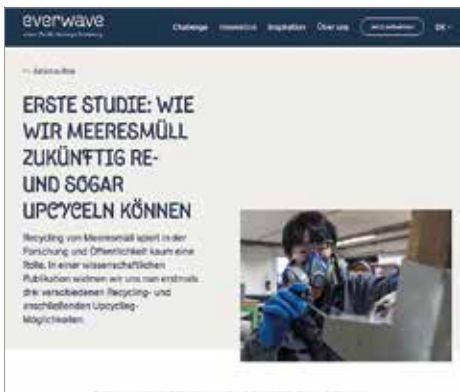 everwave
Challenge Innovation Inspiration Über uns DE
ERSTE STUDIE: WIE
WIR MEERESMÜLL
ZUKÜNFTIG RE-
UND SOGAR
UPCYCELN KÖNNEN
Recycling von Meeresmüll spielt in der
Forschung und Öffentlichkeit kaum eine
Rolle. In einer wissenschaftlichen
Publikation widmen wir uns nun erstmals
drei verschiedenen Recycling- und
anschließenden Upcycling-
Möglichkeiten.